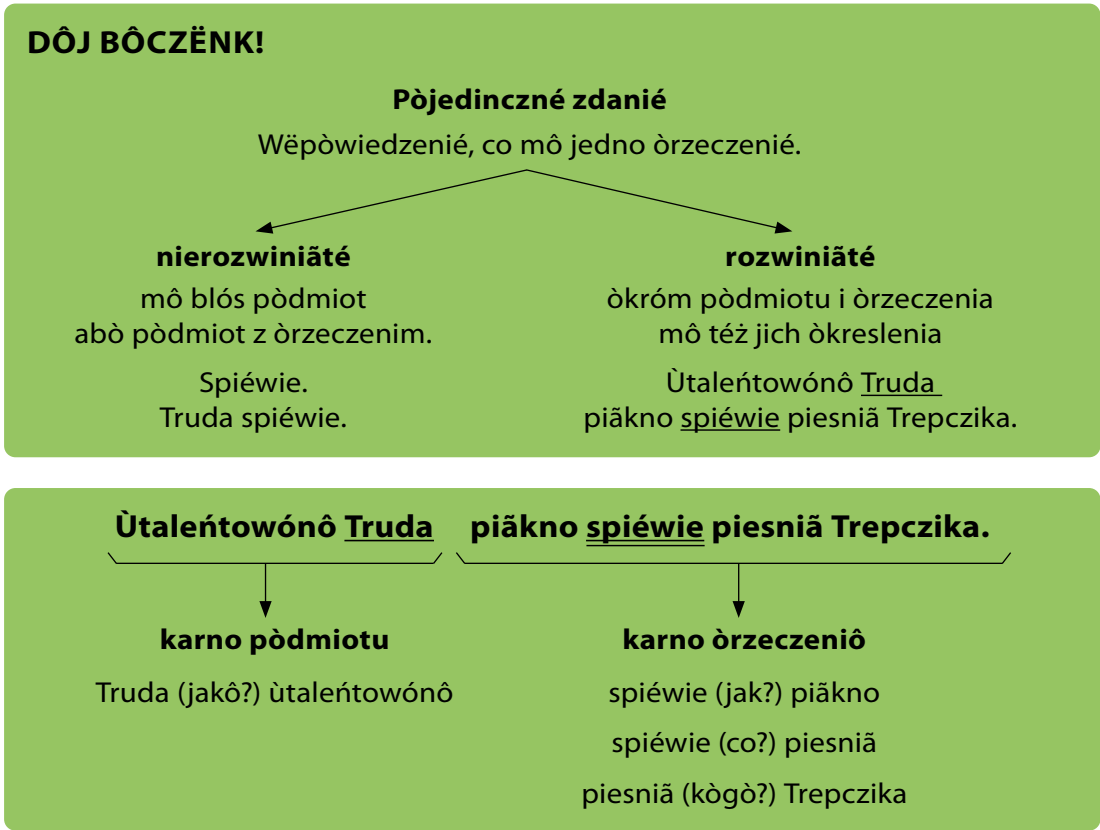 DÔJ BÔCZËNK!
Pòjedinczné zdanié
Wëpòwiedzenié, co mô jedno òrzeczenié.
nierozwiniãté
mô blós pòdmiot
abò pòdmiot z òrzeczenim.
Spiéwie.
Truda spiéwie.
rozwiniãté
òkróm pòdmiotu i òrzeczenia
mô téż jich òkreslenia
Ùtaleńtowónô Truda
piãkno spiéwie piesniã Trepczika.
Ùtaleńtowónô Truda piãkno spiéwie piesniã Trepczika.
karno pòdmiotu
Truda (jakô?) ùtaleńtowónô
karno òrzeczeniô
spiéwie (jak?) piãkno
spiéwie (co?) piesniã
piesniã (kògò?) Trepczika